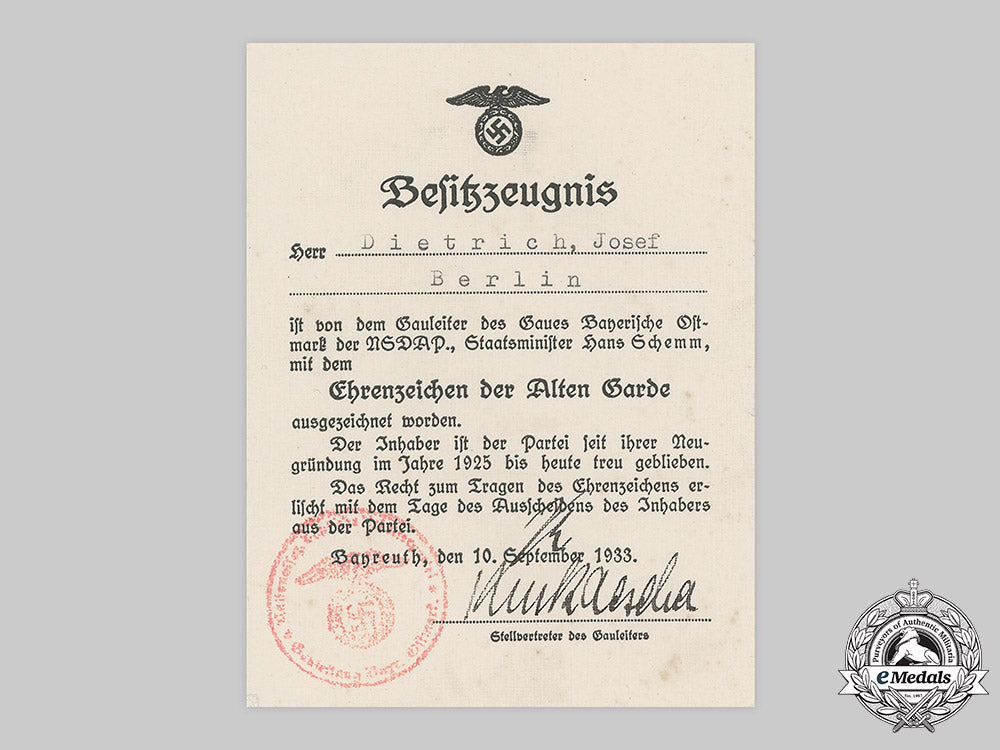 Besitzzeugnis
Herr Dietrich, Josef
Berlin
ist von dem Gauleiter des Gaues Bayerische Ost-
mark der NSDAP., Staatsminister Hans Schemm,
mit dem
Ehrenzeichen der Alten Garde
ausgezeichnet worden.
Der Inhaber ist der Partei seit ihrer Neu-
gründung im Jahre 1925 bis heute treu geblieben.
Das Recht zum Tragen des Ehrenzeichens er-
lischt mit dem Tage des Ausscheidens des Inhabers
aus der Partei.
Bayreuth, den 10. September 1933.
Stellvertreter des Gauleiters
Purveyors of Authentic Militaria
eMedals